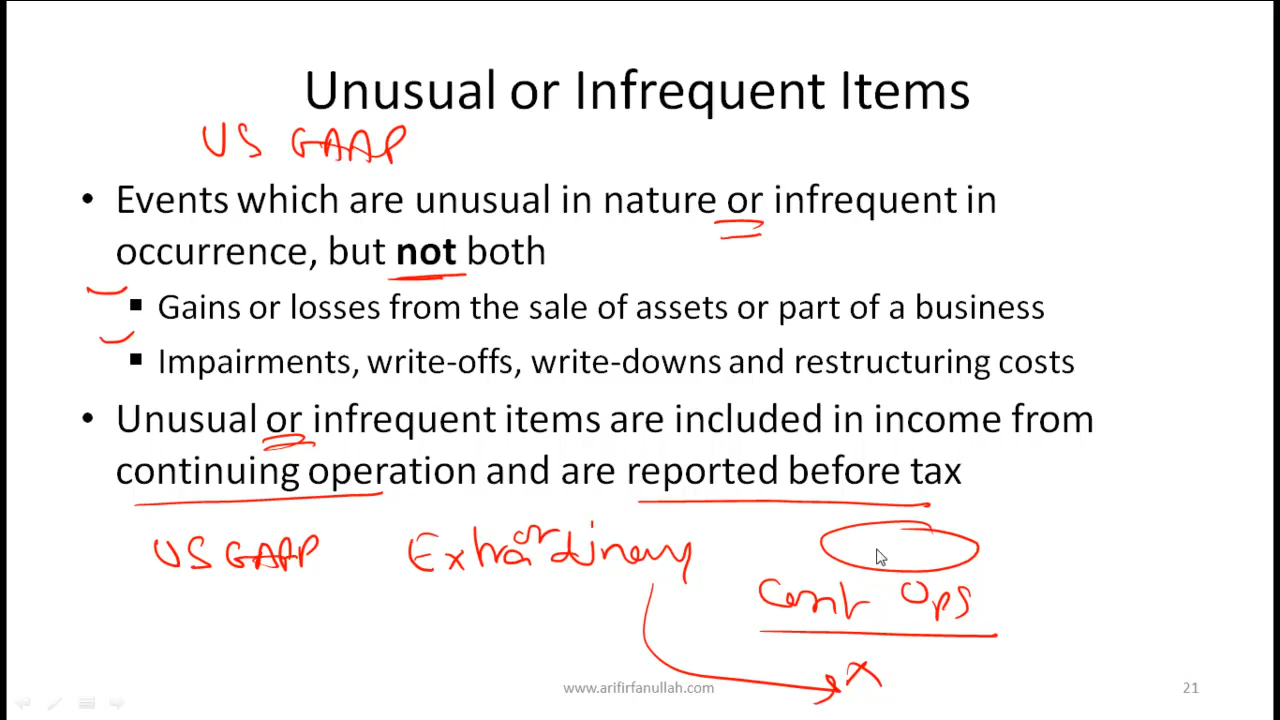 Unusual or Infrequent Items
US GAAP
• Events which are unusual in nature or infrequent in
occurrence, but not both
▪ Gains or losses from the sale of assets or part of a business
▪ Impairments, write-offs, write-downs and restructuring costs
• Unusual or infrequent items are included in income from
continuing operation and are reported before tax
US GAAP Extraordinary
Cont Ops
x
www.arifirfanullah.com 21